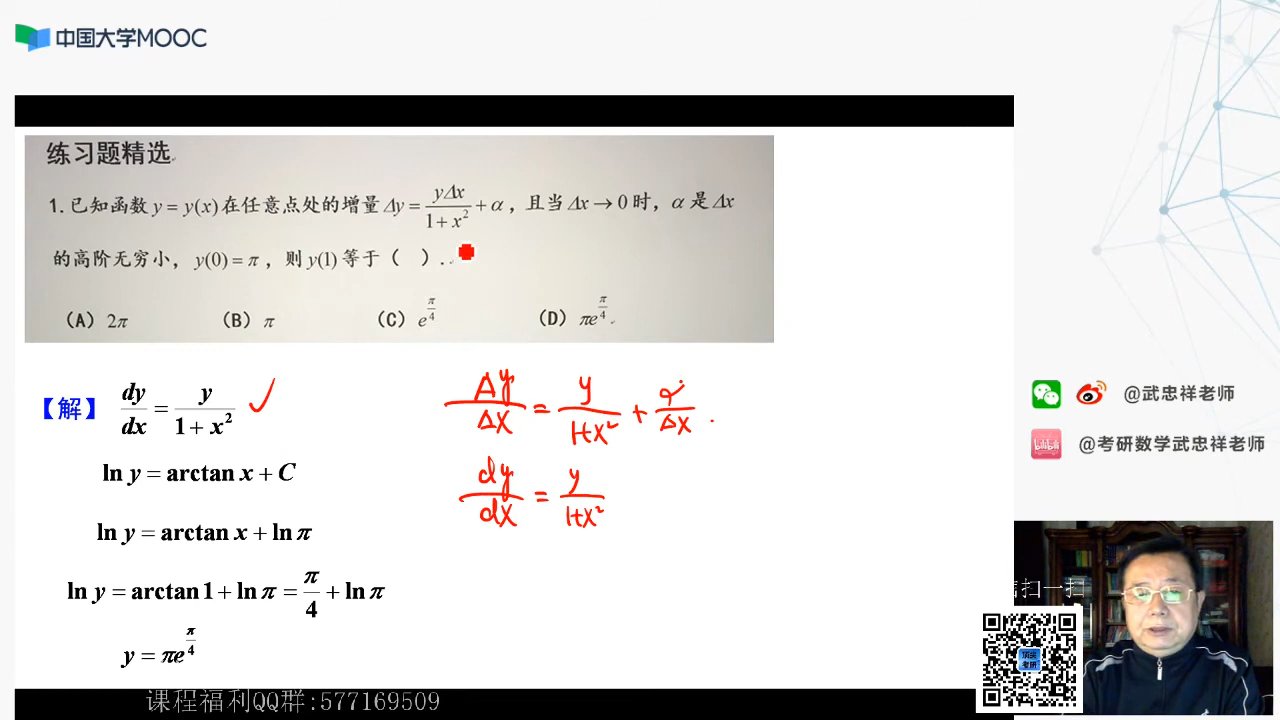 中国大学MOOC
练习题精选
1.已知函数 y = y(x) 在任意点处的增量 Δy = yΔx/(1+x²) + α，且当 Δx→0 时，α 是 Δx
的高阶无穷小，y(0) = π，则 y(1) 等于（ ）.
（A）2π （B）π （C）e^(π/4) （D）πe^(π/4).
【解】 dy/dx = y/(1+x²)
ln y = arctan x + C
ln y = arctan x + ln π
ln y = arctan 1 + ln π = π/4 + ln π
y = πe^(π/4)
Δy/Δx = y/(1+x²) + α/Δx .
dy/dx = y/(1+x²)
@武忠祥老师
@考研数学武忠祥老师
扫一扫
课程福利QQ群:577169509